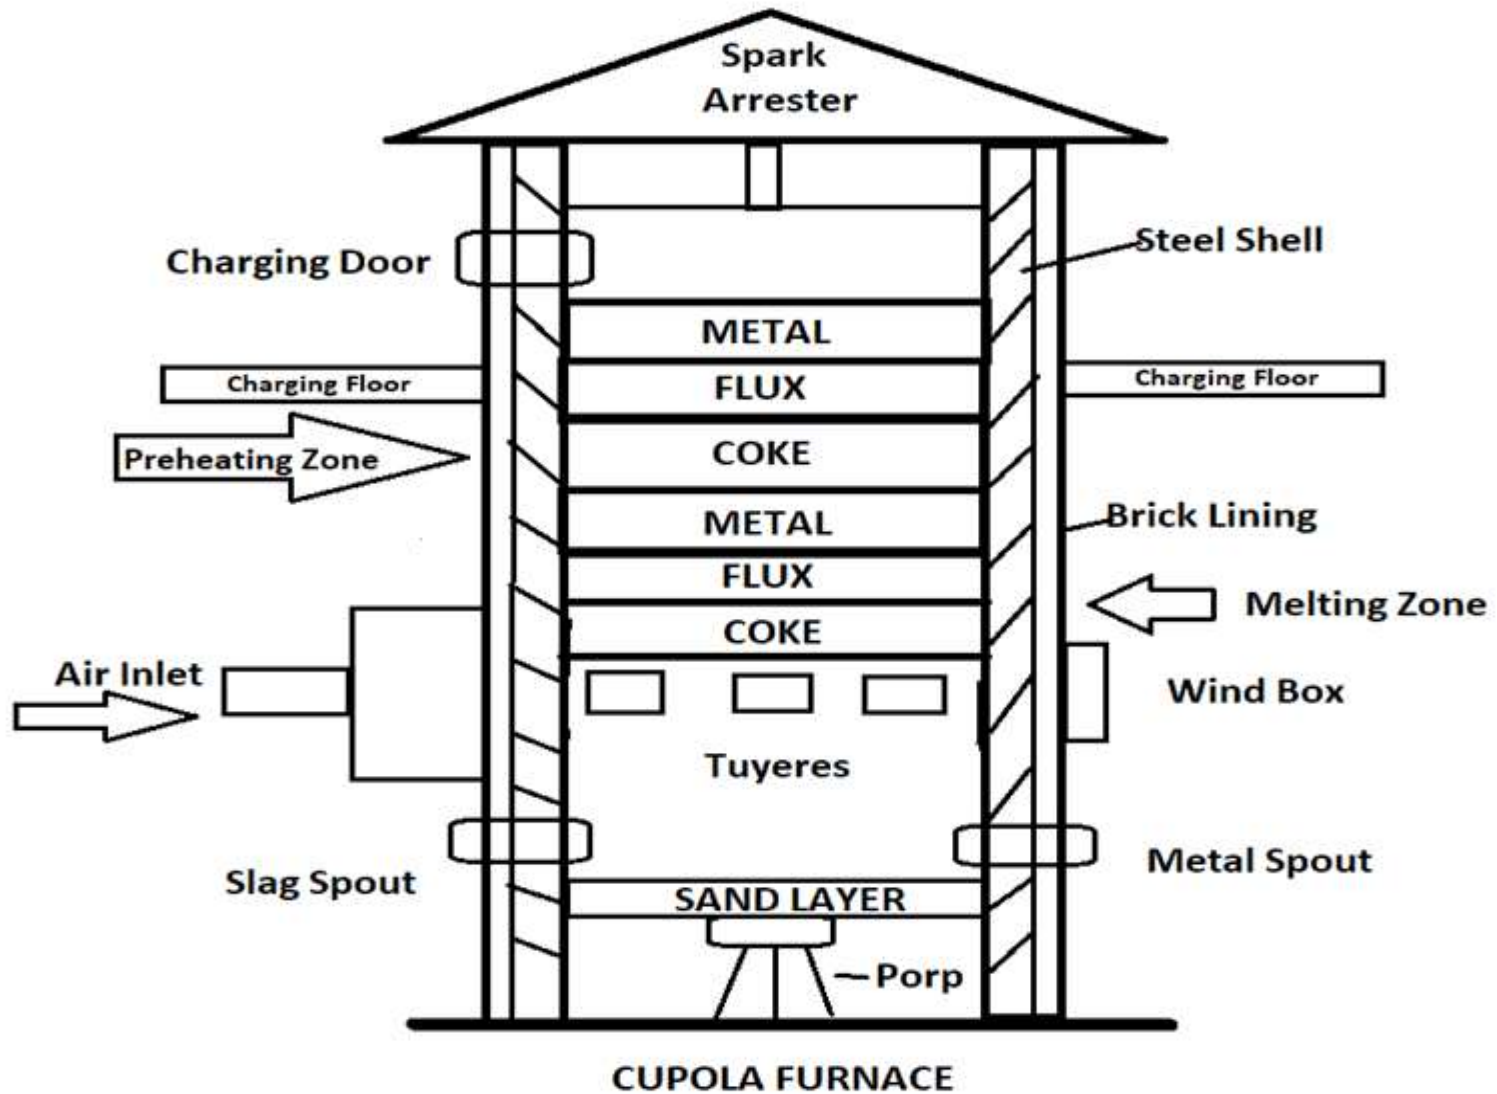 Spark
Arrester
Charging Door
Steel Shell
METAL
Charging Floor
FLUX
Charging Floor
Preheating Zone
COKE
METAL
Brick Lining
FLUX
Melting Zone
COKE
Air Inlet
Wind Box
Tuyeres
Slag Spout
Metal Spout
SAND LAYER
Porp
CUPOLA FURNACE